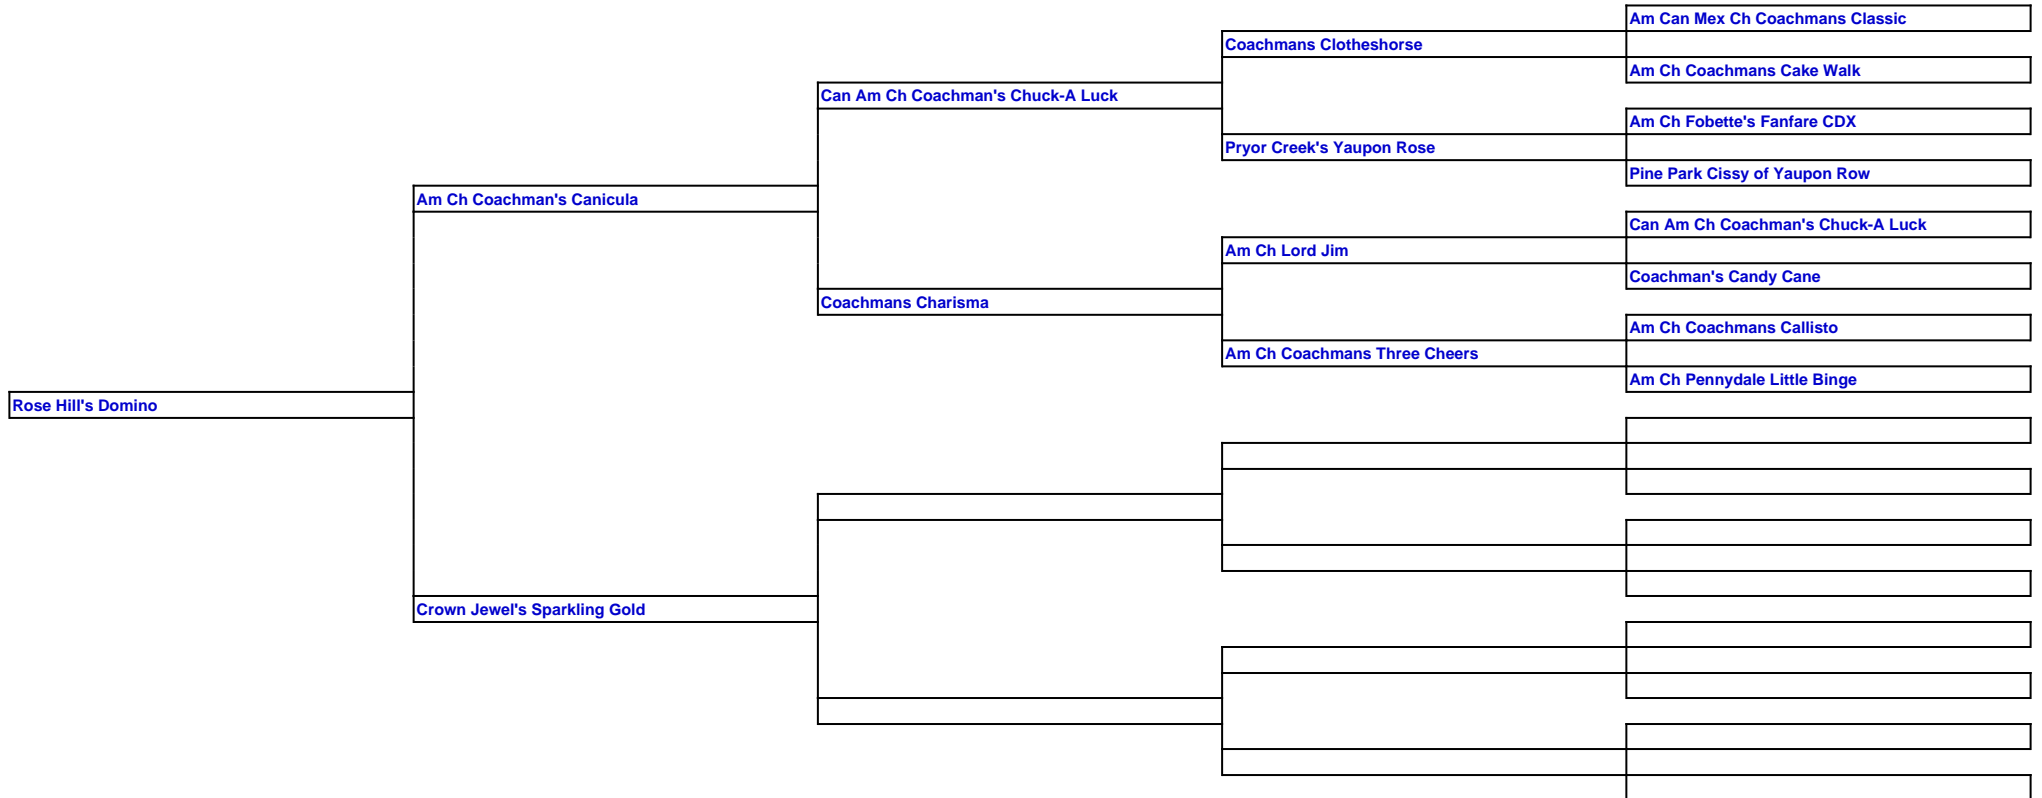 Am Can Mex Ch Coachmans Classic
Coachmans Clotheshorse
Am Ch Coachmans Cake Walk
Can Am Ch Coachman's Chuck-A Luck
Am Ch Fobette's Fanfare CDX
Pryor Creek's Yaupon Rose
Pine Park Cissy of Yaupon Row
Am Ch Coachman's Canicula
Can Am Ch Coachman's Chuck-A Luck
Am Ch Lord Jim
Coachman's Candy Cane
Coachmans Charisma
Am Ch Coachmans Callisto
Am Ch Coachmans Three Cheers
Am Ch Pennydale Little Binge
Rose Hill's Domino
Crown Jewel's Sparkling Gold